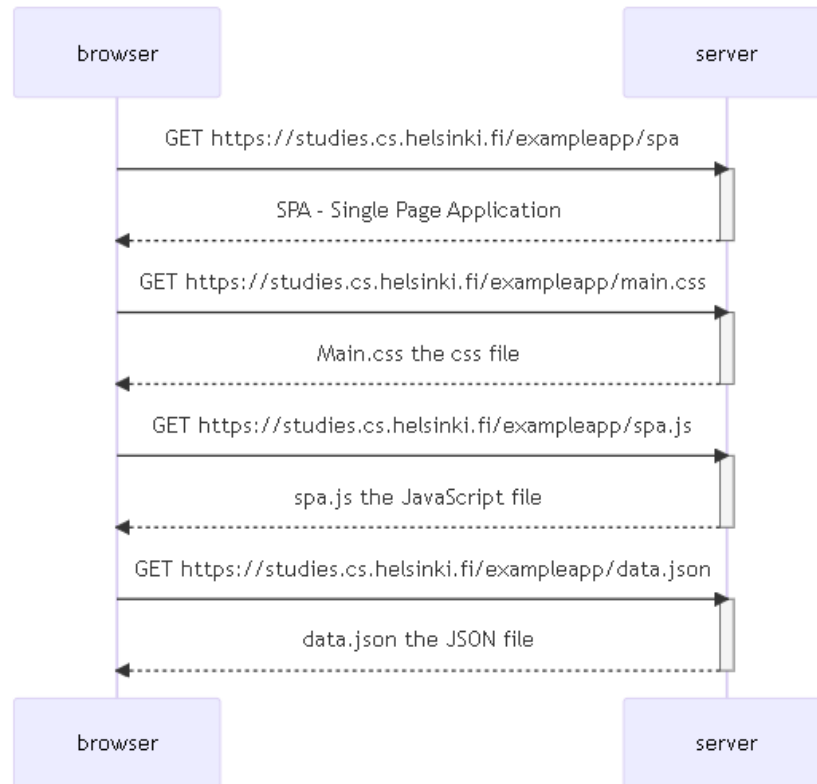 browser
server
GET https://studies.cs.helsinki.fi/exampleapp/spa
SPA - Single Page Application
GET https://studies.cs.helsinki.fi/exampleapp/main.css
Main.css the css file
GET https://studies.cs.helsinki.fi/exampleapp/spa.js
spa.js the JavaScript file
GET https://studies.cs.helsinki.fi/exampleapp/data.json
data.json the JSON file
browser
server